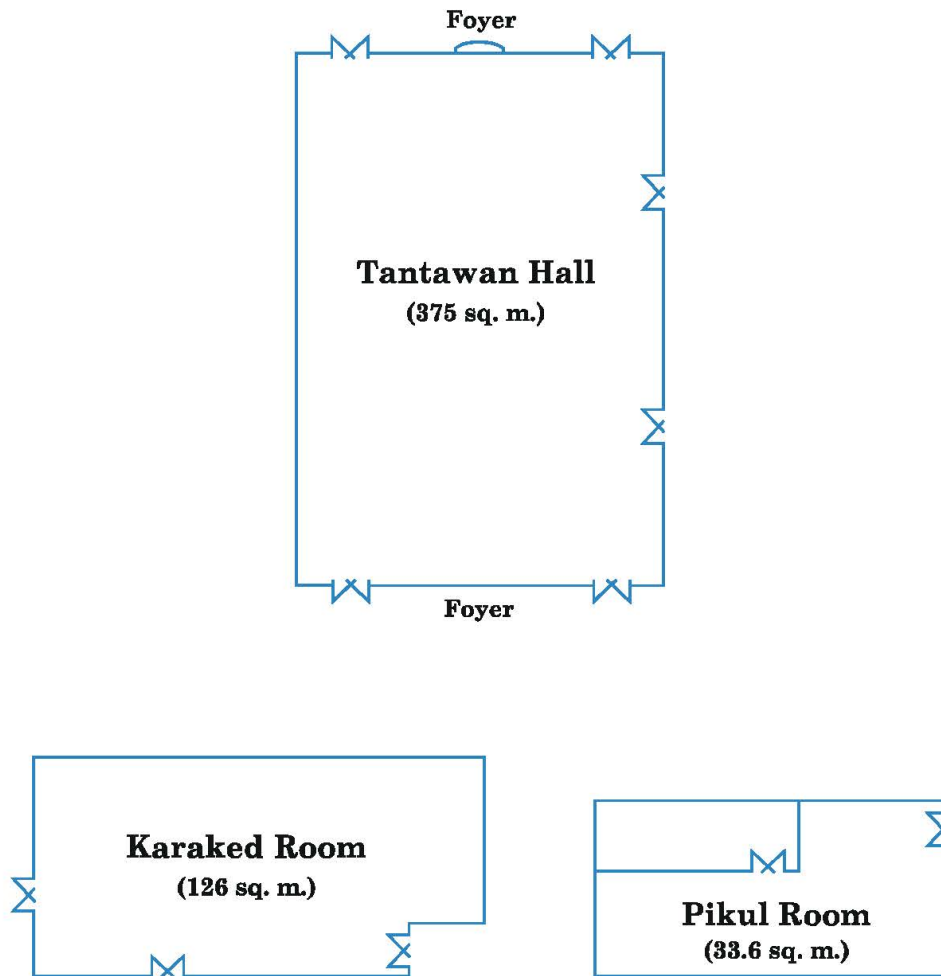 Foyer
Tantawan Hall
(375 sq. m.)
Foyer
Karaked Room
(126 sq. m.)
Pikul Room
(33.6 sq. m.)